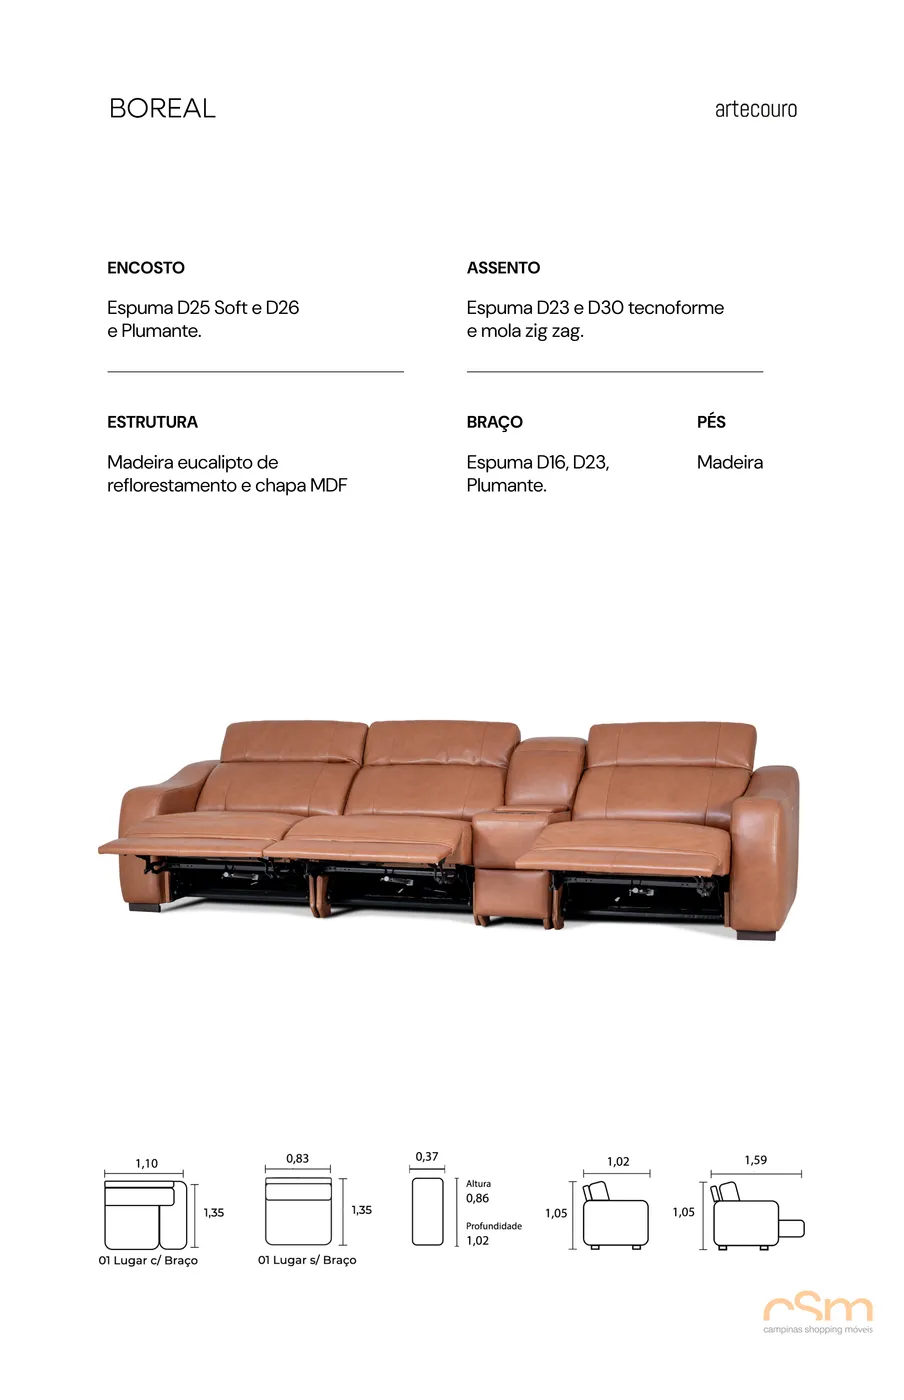 BOREAL
artecouro
ENCOSTO
Espuma D25 Soft e D26
e Plumante.
ASSENTO
Espuma D23 e D30 tecnoforme
e mola zig zag.
ESTRUTURA
Madeira eucalipto de
reflorestamento e chapa MDF
BRAÇO
Espuma D16, D23,
Plumante.
PÉS
Madeira
1,10
1,35
01 Lugar c/ Braço
0,83
1,35
01 Lugar s/ Braço
0,37
Altura
0,86
Profundidade
1,02
1,02
1,05
1,59
1,05
csm
campinas shopping móveis